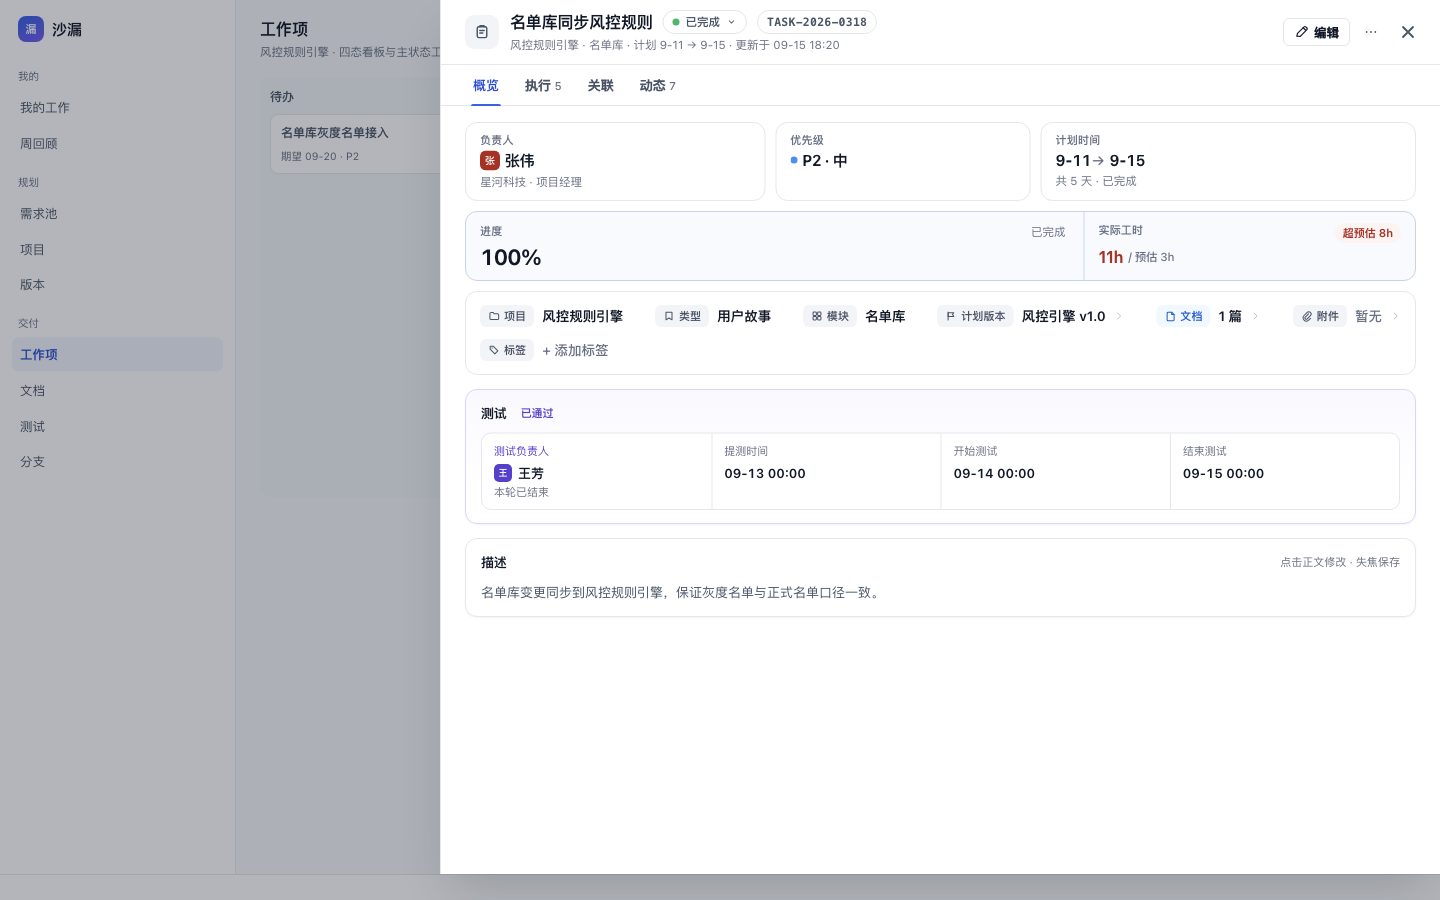 漏 沙漏
我的
我的工作
周回顾
规划
需求池
项目
版本
交付
工作项
文档
测试
分支
工作项
风控规则引擎 · 四态看板与主状态工
待办
名单库灰度名单接入
期望 09-20 · P2
名单库同步风控规则 已完成 TASK-2026-0318
风控规则引擎 · 名单库 · 计划 9-11 → 9-15 · 更新于 09-15 18:20
编辑 ···
概览 执行 5 关联 动态 7
负责人
张 张伟
星河科技 · 项目经理
优先级
P2 · 中
计划时间
9-11→ 9-15
共 5 天 · 已完成
进度 已完成
100%
实际工时 超预估 8h
11h / 预估 3h
项目 风控规则引擎 类型 用户故事 模块 名单库 计划版本 风控引擎 v1.0 文档 1 篇 附件 暂无
标签 + 添加标签
测试 已通过
测试负责人
王 王芳
本轮已结束
提测时间
09-13 00:00
开始测试
09-14 00:00
结束测试
09-15 00:00
描述 点击正文修改 · 失焦保存
名单库变更同步到风控规则引擎，保证灰度名单与正式名单口径一致。